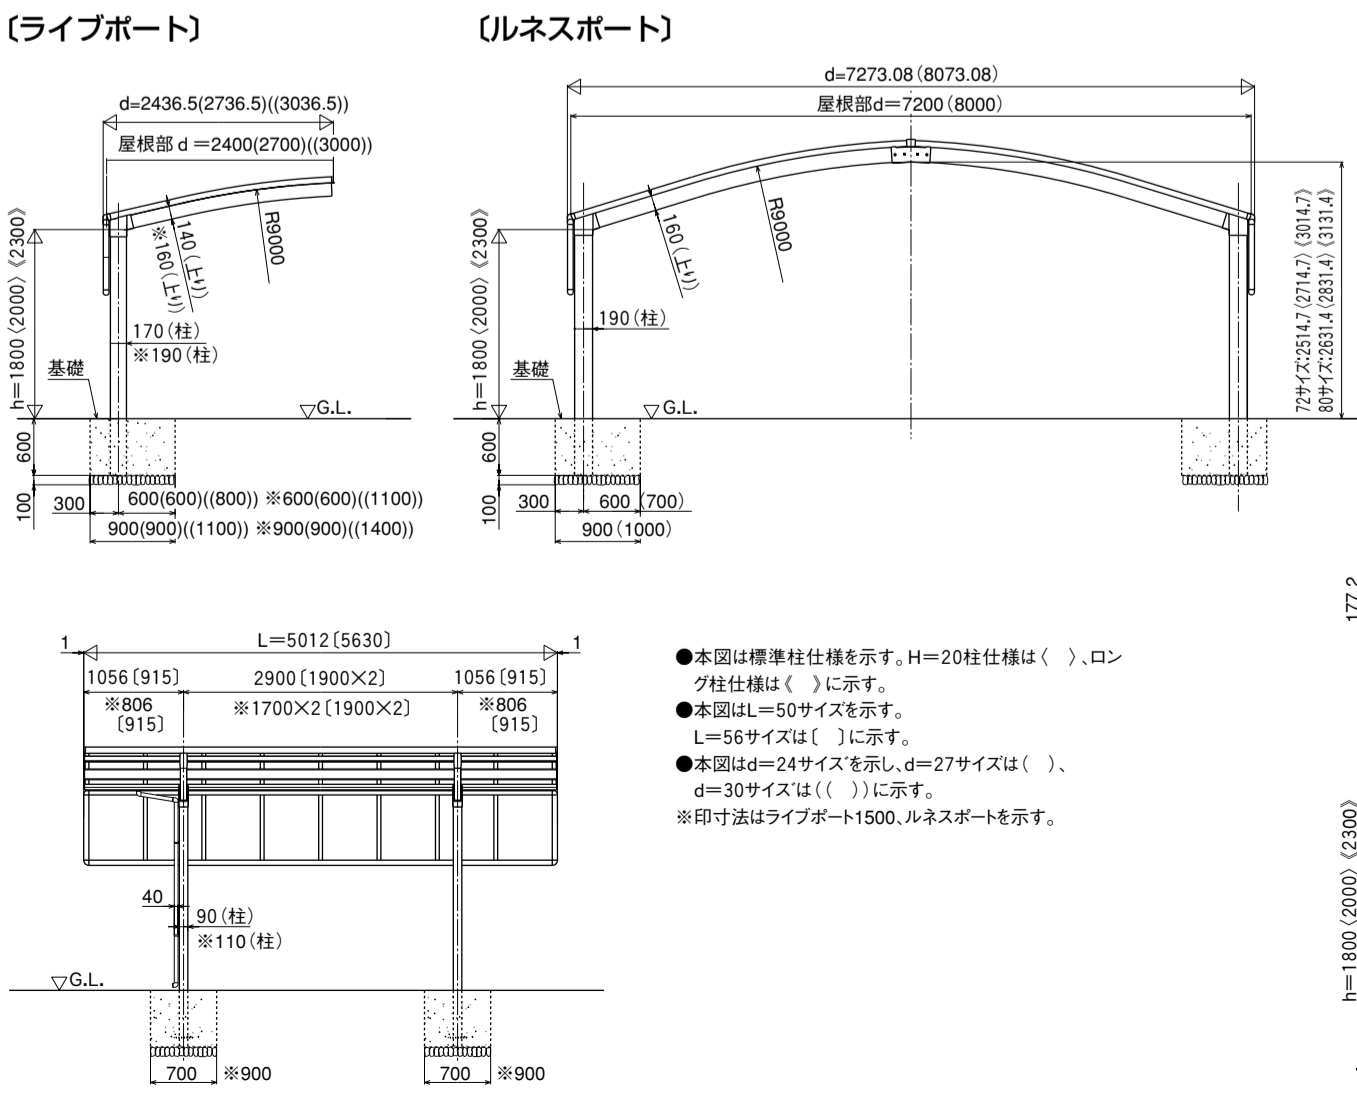 〔ライブポート〕
d=2436.5(2736.5)((3036.5))
屋根部 d =2400(2700)((3000))
R9000
140(上り)
※160(上り)
h=1800〈2000〉《2300》
170(柱)
※190(柱)
基礎
G.L.
600
100
300
600(600)((800)) ※600(600)((1100))
900(900)((1100)) ※900(900)((1400))
〔ルネスポート〕
d=7273.08(8073.08)
屋根部d=7200(8000)
R9000
160(上り)
h=1800〈2000〉《2300》
190(柱)
基礎
G.L.
72サイズ:2514.7〈2714.7〉《3014.7》
80サイズ:2631.4〈2831.4〉《3131.4》
600
100
300
600(700)
900(1000)
1
L=5012〔5630〕
1
1056〔915〕
2900〔1900×2〕
1056〔915〕
※806
〔915〕
※1700×2〔1900×2〕
※806
〔915〕
40
90(柱)
※110(柱)
G.L.
700 ※900
700 ※900
●本図は標準柱仕様を示す。H=20柱仕様は〈 〉、ロン
グ柱仕様は《 》に示す。
●本図はL=50サイズを示す。
L=56サイズは〔 〕に示す。
●本図はd=24サイズを示し、d=27サイズは( )、
d=30サイズは(( ))に示す。
※印寸法はライブポート1500、ルネスポートを示す。
177.2
h=1800〈2000〉《2300》